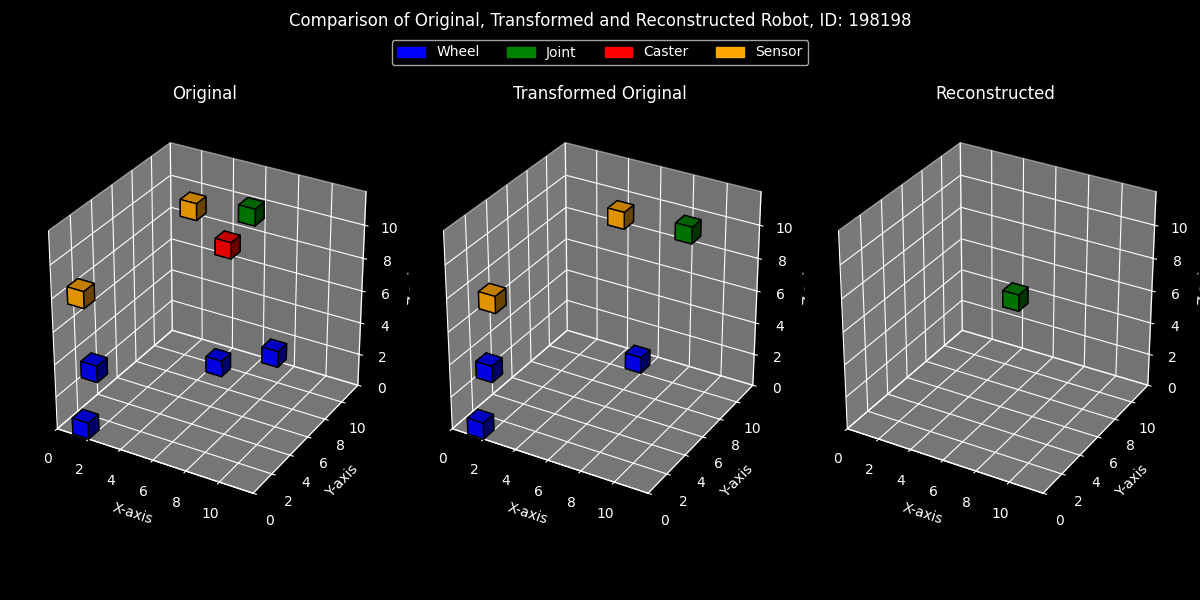 Comparison of Original, Transformed and Reconstructed Robot, ID: 198198
Wheel Joint Caster Sensor
Original
Transformed Original
Reconstructed
0 2 4 6 8 10
X-axis
0 2 4 6 8 10
Y-axis
0 2 4 6 8 10
0 2 4 6 8 10
X-axis
0 2 4 6 8 10
Y-axis
0 2 4 6 8 10
0 2 4 6 8 10
X-axis
0 2 4 6 8 10
Y-axis
0 2 4 6 8 10